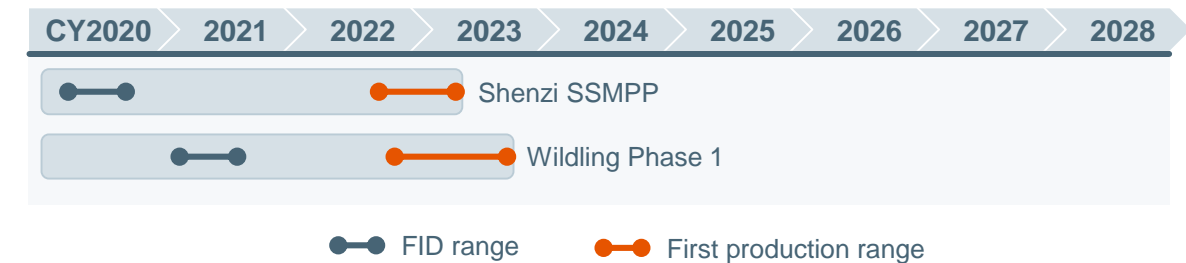 CY2020 2021 2022 2023 2024 2025 2026 2027 2028
Shenzi SSMPP
Wildling Phase 1
FID range First production range